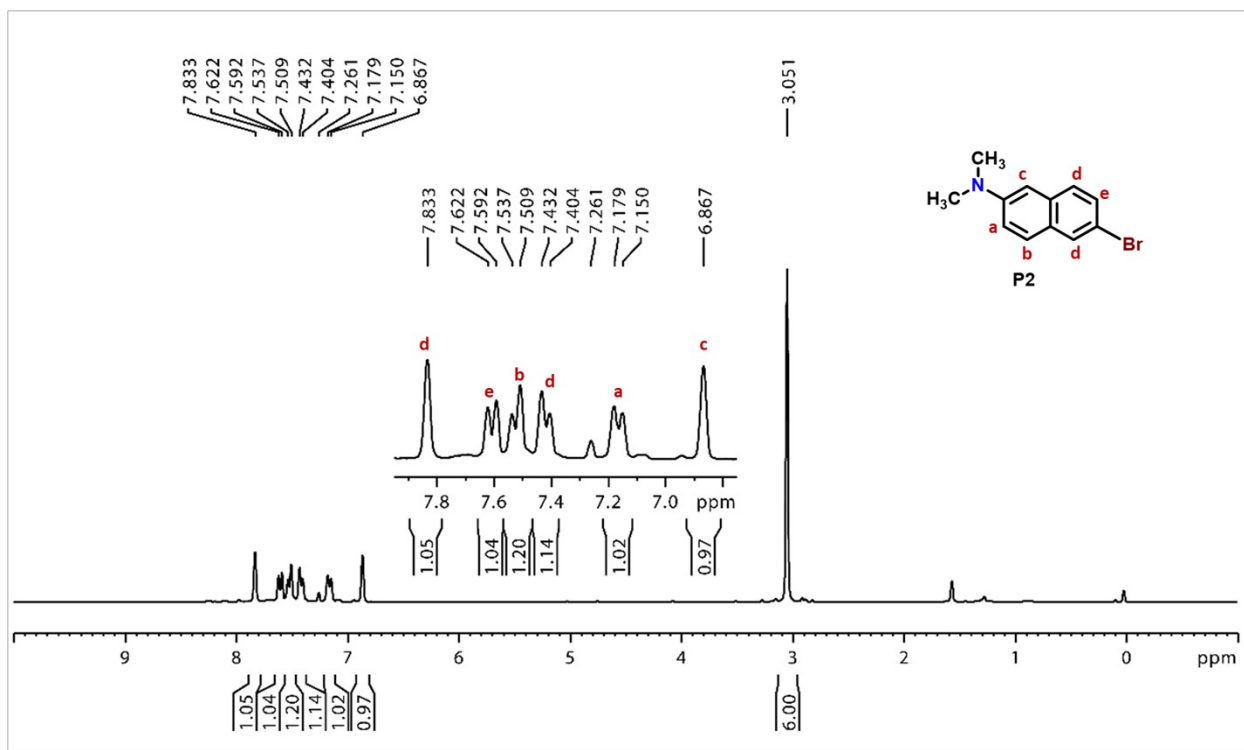 7.833
7.622
7.592
7.537
7.509
7.432
7.404
7.261
7.179
7.150
6.867
3.051
7.833
7.622
7.592
7.537
7.509
7.432
7.404
7.261
7.179
7.150
6.867
CH3
H3C
N
c
d
e
a
b
d
Br
P2
d
e
b
d
a
c
7.8 7.6 7.4 7.2 7.0 ppm
1.05
1.04
1.20
1.14
1.02
0.97
9 8 7 6 5 4 3 2 1 0 ppm
1.05
1.04
1.20
1.14
1.02
0.97
6.00